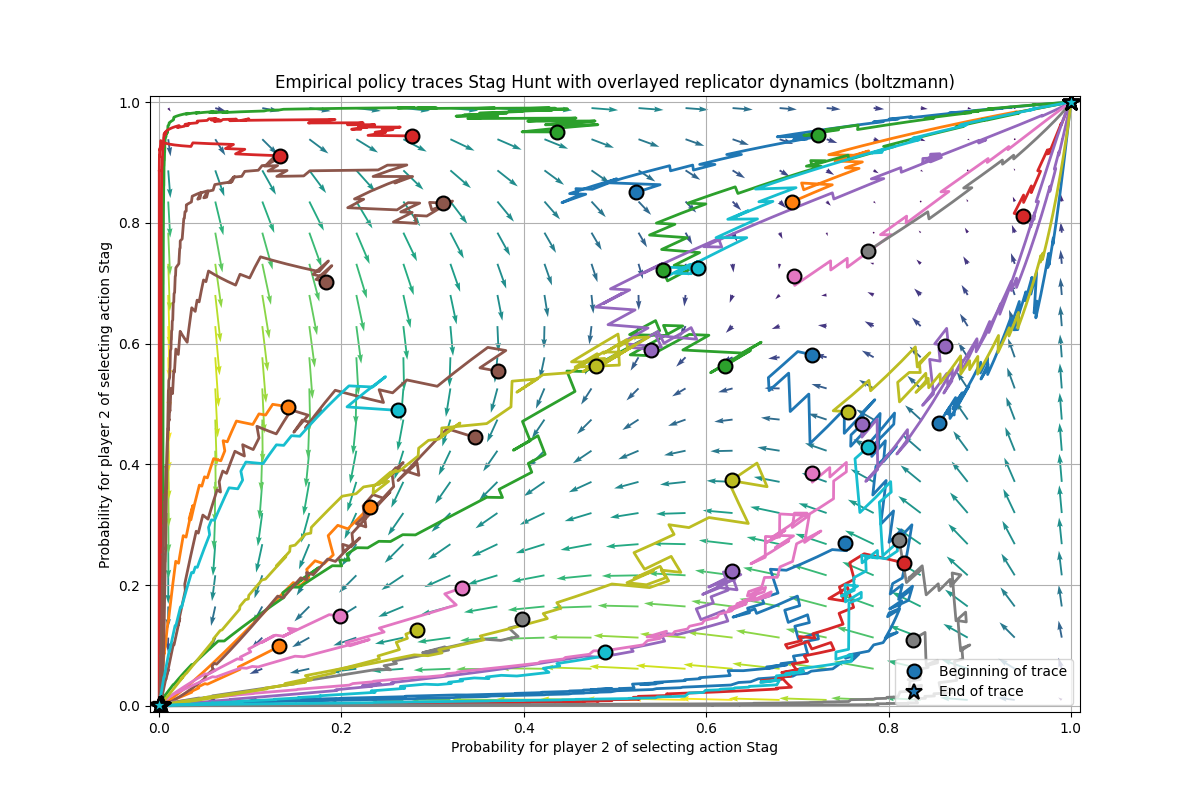 Empirical policy traces Stag Hunt with overlayed replicator dynamics (boltzmann)
Probability for player 2 of selecting action Stag
1.0
0.8
0.6
0.4
0.2
0.0
0.0 0.2 0.4 0.6 0.8 1.0
Probability for player 2 of selecting action Stag
Beginning of trace
End of trace